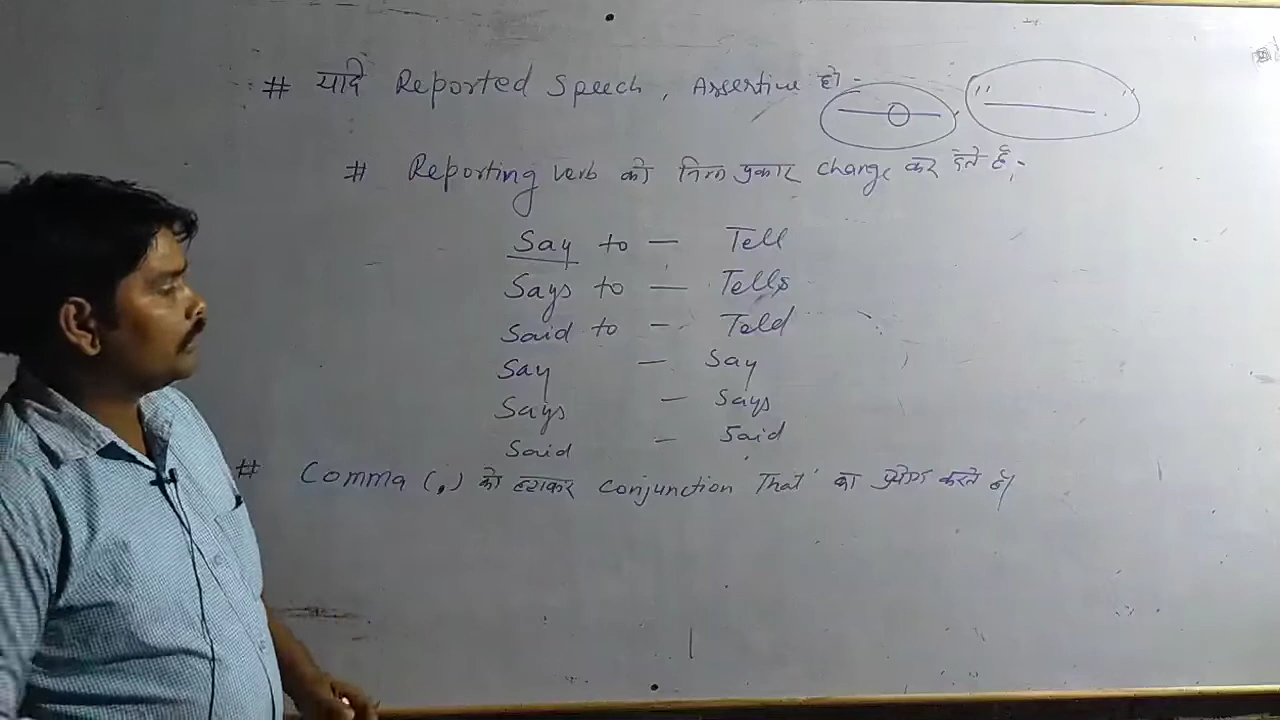 # यदि Reported Speech, Assertive हो -
# Reporting verb को निम्न प्रकार change कर देते हैं;-
Say to — Tell
Says to — Tells
Said to — Told
Say — Say
Says — Says
Said — Said
# Comma (,) को हटाकर conjunction 'That' का प्रयोग करते हैं।